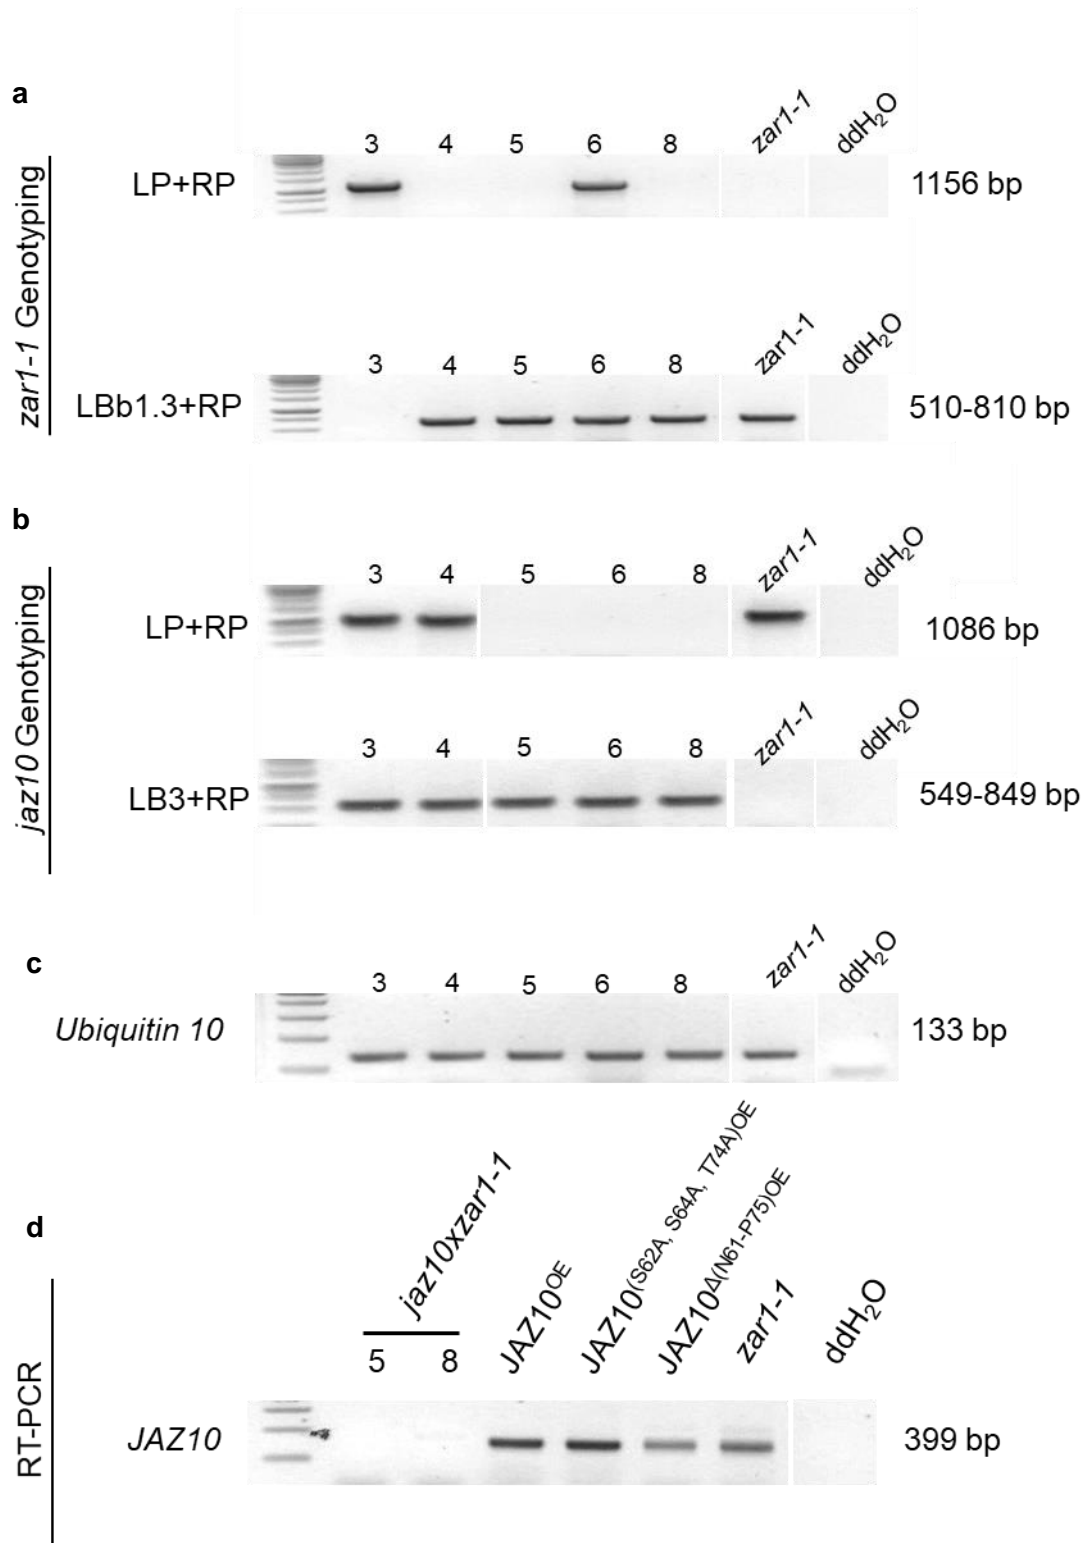 a
zar1-1 Genotyping
3 4 5 6 8 zar1-1 ddH₂O
LP+RP 1156 bp
3 4 5 6 8 zar1-1 ddH₂O
LBb1.3+RP 510-810 bp
b
jaz10 Genotyping
3 4 5 6 8 zar1-1 ddH₂O
LP+RP 1086 bp
3 4 5 6 8 zar1-1 ddH₂O
LB3+RP 549-849 bp
c
3 4 5 6 8 zar1-1 ddH₂O
Ubiquitin 10 133 bp
d
RT-PCR
jaz10xzar1-1 JAZ10^OE JAZ10^(S62A, S64A, T74A)OE JAZ10^Δ(N61-P75)OE zar1-1 ddH₂O
5 8
JAZ10 399 bp